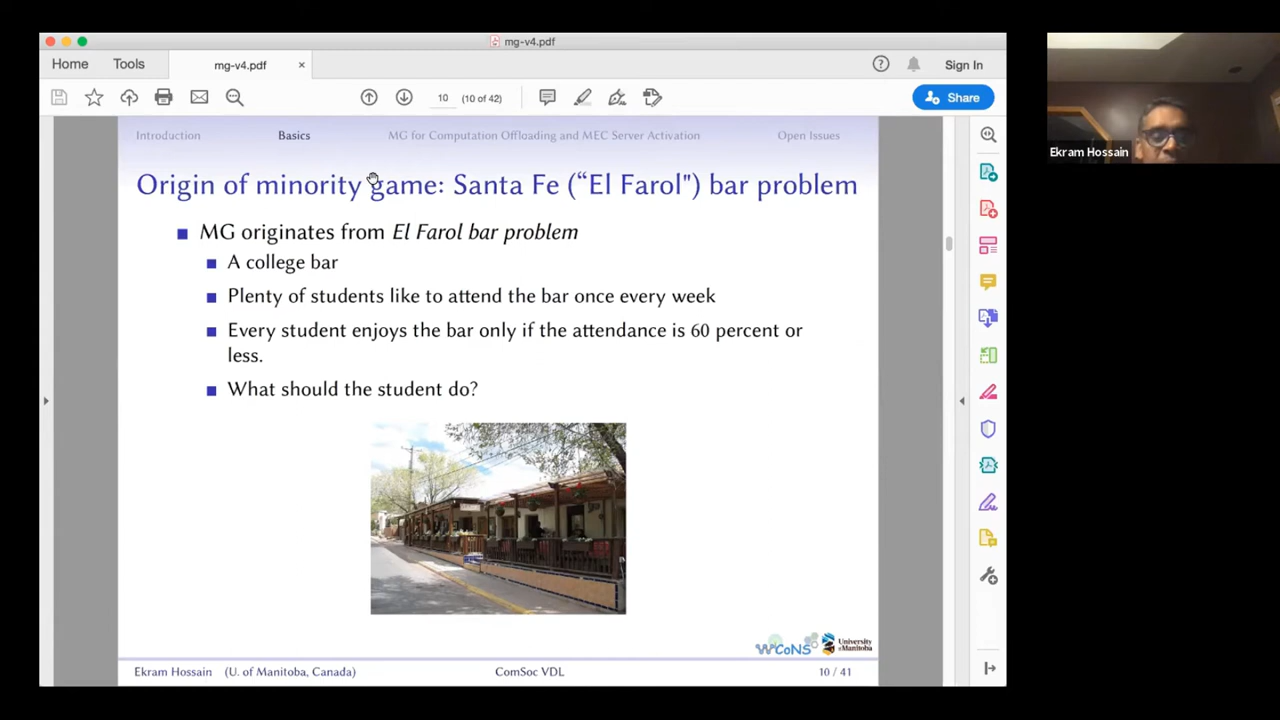 mg-v4.pdf
Home
Tools
mg-v4.pdf
×
Sign In
10
(10 of 42)
Share
Introduction
Basics
MG for Computation Offloading and MEC Server Activation
Open Issues
Ekram Hossain
Origin of minority game: Santa Fe (“El Farol") bar problem
MG originates from El Farol bar problem
A college bar
Plenty of students like to attend the bar once every week
Every student enjoys the bar only if the attendance is 60 percent or
less.
What should the student do?
WCoNS
University
of Manitoba
Ekram Hossain (U. of Manitoba, Canada)
ComSoc VDL
10 / 41